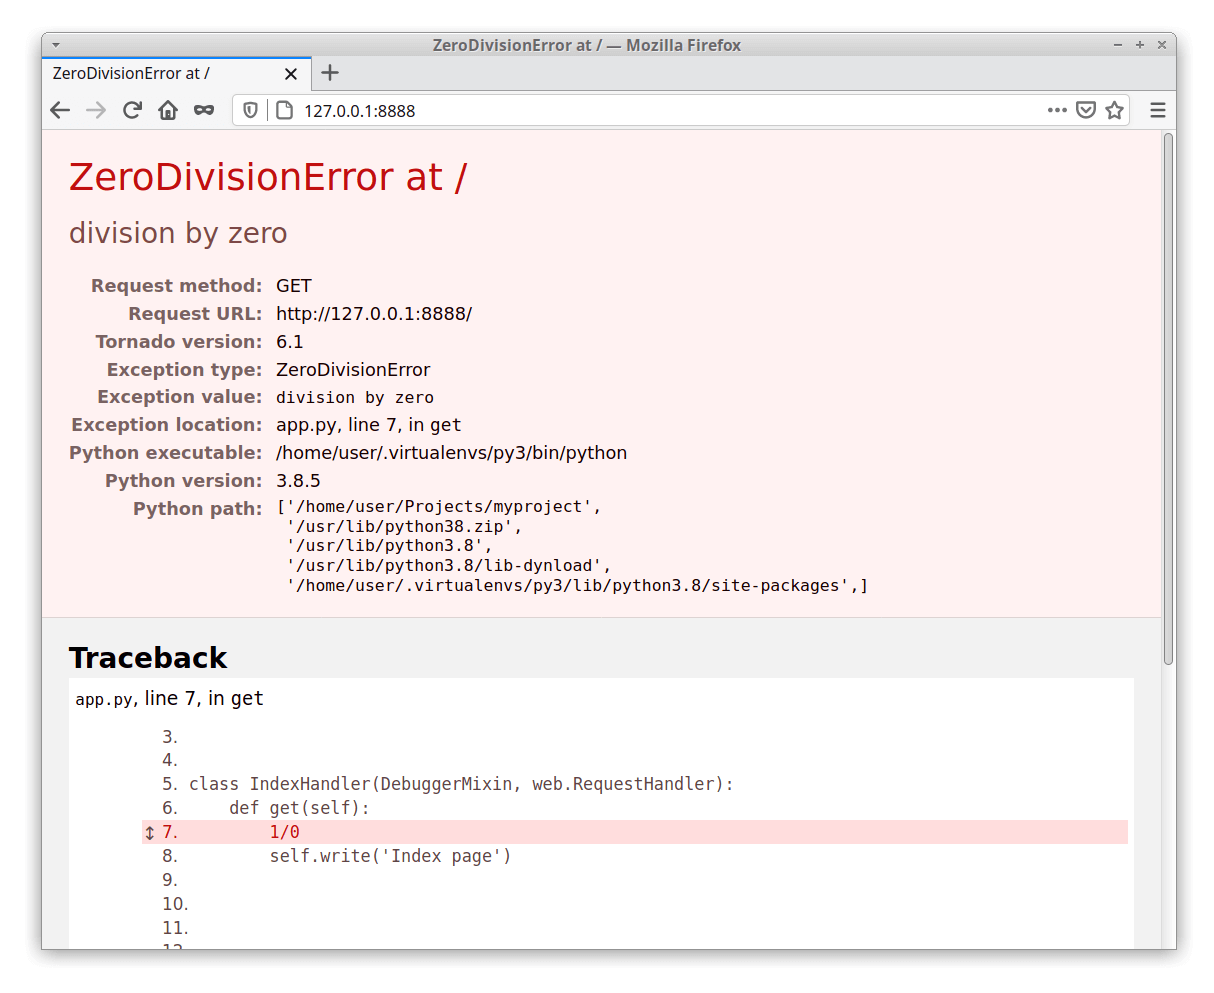 ZeroDivisionError at / — Mozilla Firefox
ZeroDivisionError at /
127.0.0.1:8888
ZeroDivisionError at /
division by zero
Request method: GET
Request URL: http://127.0.0.1:8888/
Tornado version: 6.1
Exception type: ZeroDivisionError
Exception value: division by zero
Exception location: app.py, line 7, in get
Python executable: /home/user/.virtualenvs/py3/bin/python
Python version: 3.8.5
Python path: ['/home/user/Projects/myproject',
'/usr/lib/python38.zip',
'/usr/lib/python3.8',
'/usr/lib/python3.8/lib-dynload',
'/home/user/.virtualenvs/py3/lib/python3.8/site-packages',]
Traceback
app.py, line 7, in get
3.
4.
5. class IndexHandler(DebuggerMixin, web.RequestHandler):
6.     def get(self):
7.         1/0
8.         self.write('Index page')
9.
10.
11.